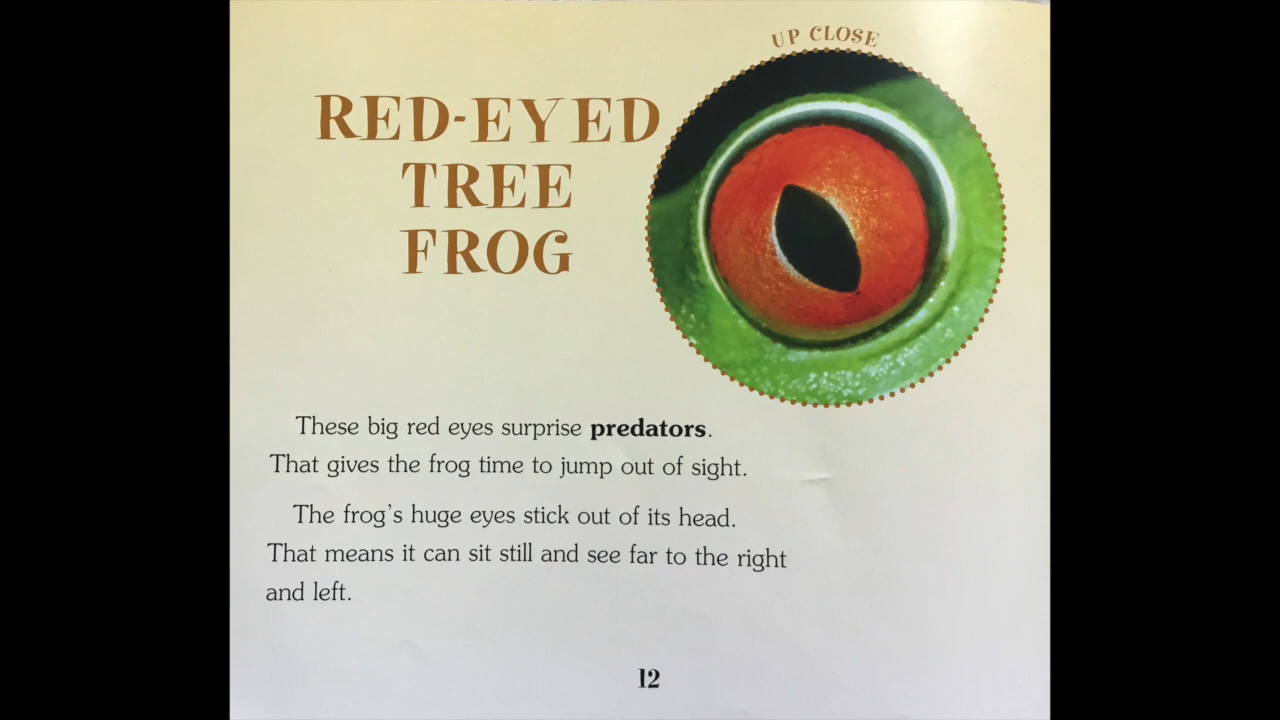 UP CLOSE
RED-EYED
TREE
FROG
These big red eyes surprise predators.
That gives the frog time to jump out of sight.
The frog's huge eyes stick out of its head.
That means it can sit still and see far to the right
and left.
12